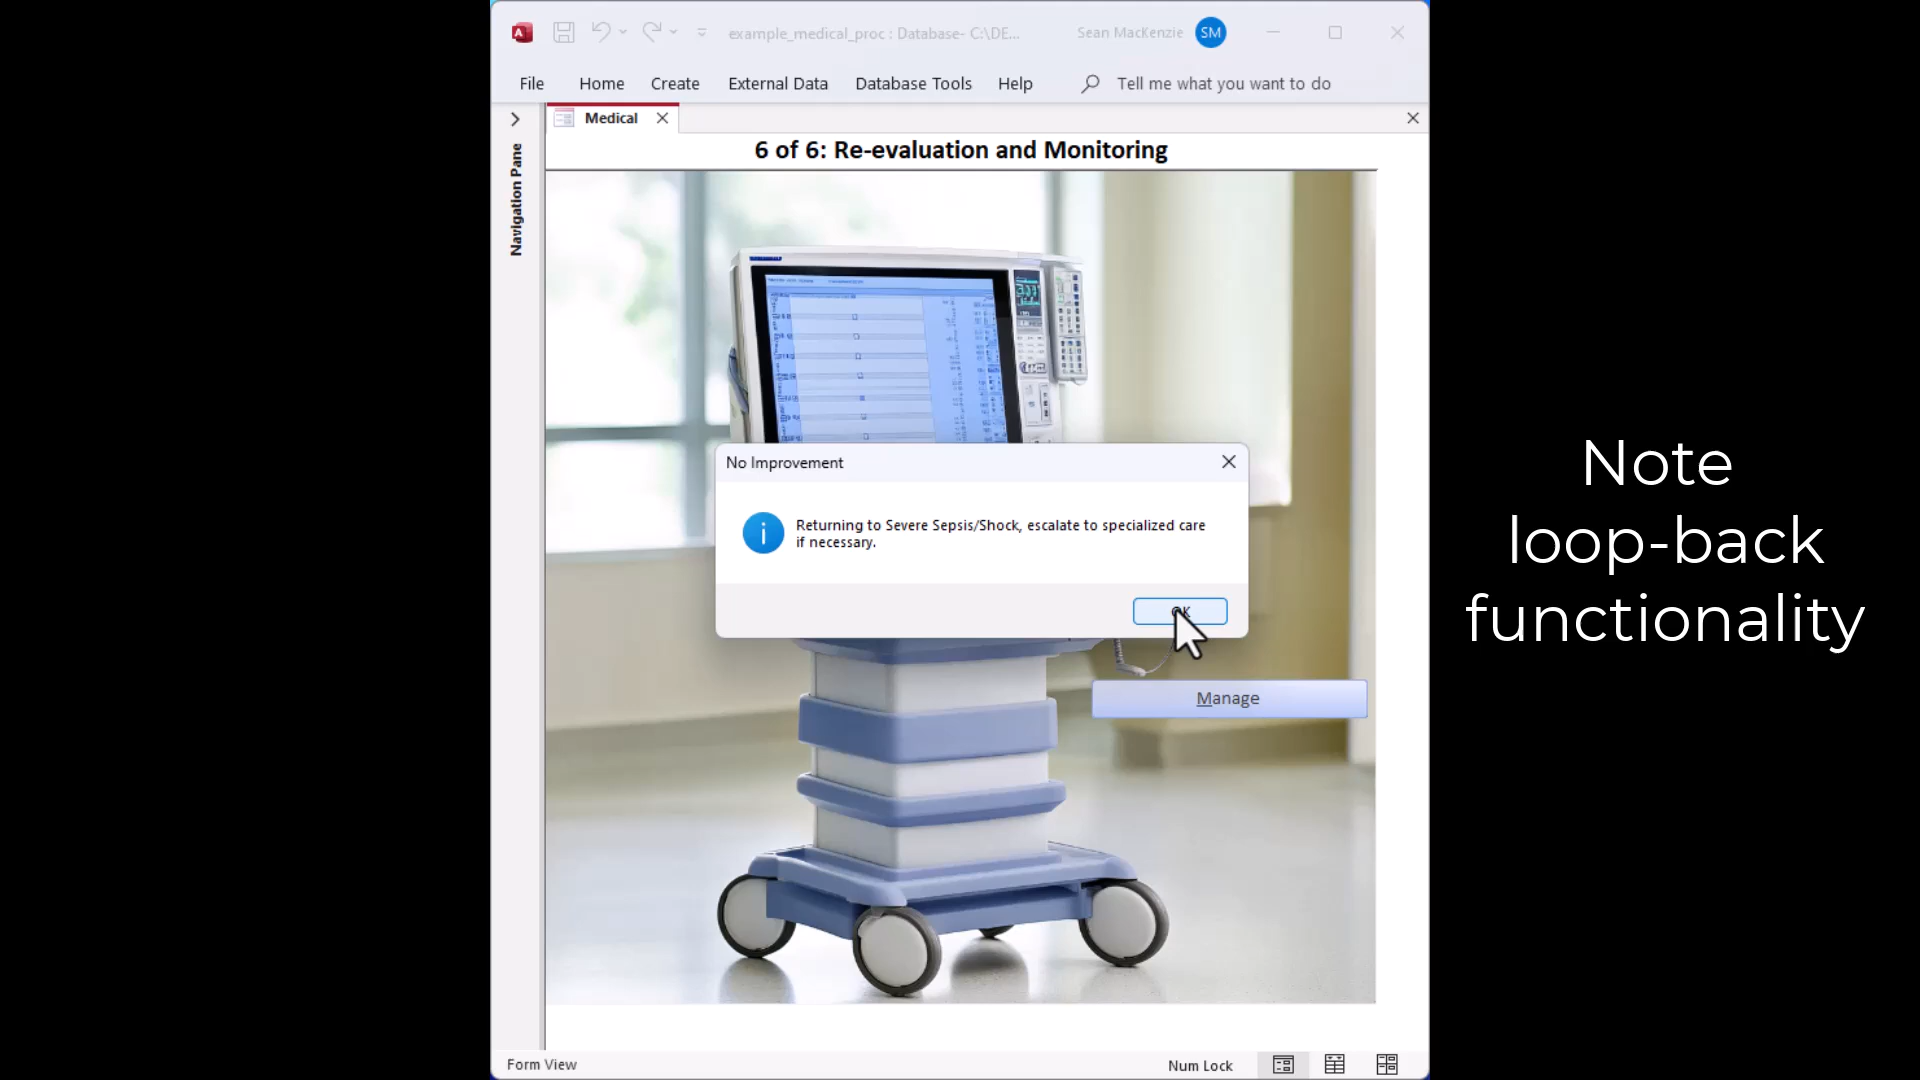 example_medical_proc : Database- C:\DE...
Sean MacKenzie
SM
File
Home
Create
External Data
Database Tools
Help
Tell me what you want to do
Navigation Pane
Medical
6 of 6: Re-evaluation and Monitoring
No Improvement
Returning to Severe Sepsis/Shock, escalate to specialized care
if necessary.
OK
Manage
Form View
Num Lock
Note
loop-back
functionality